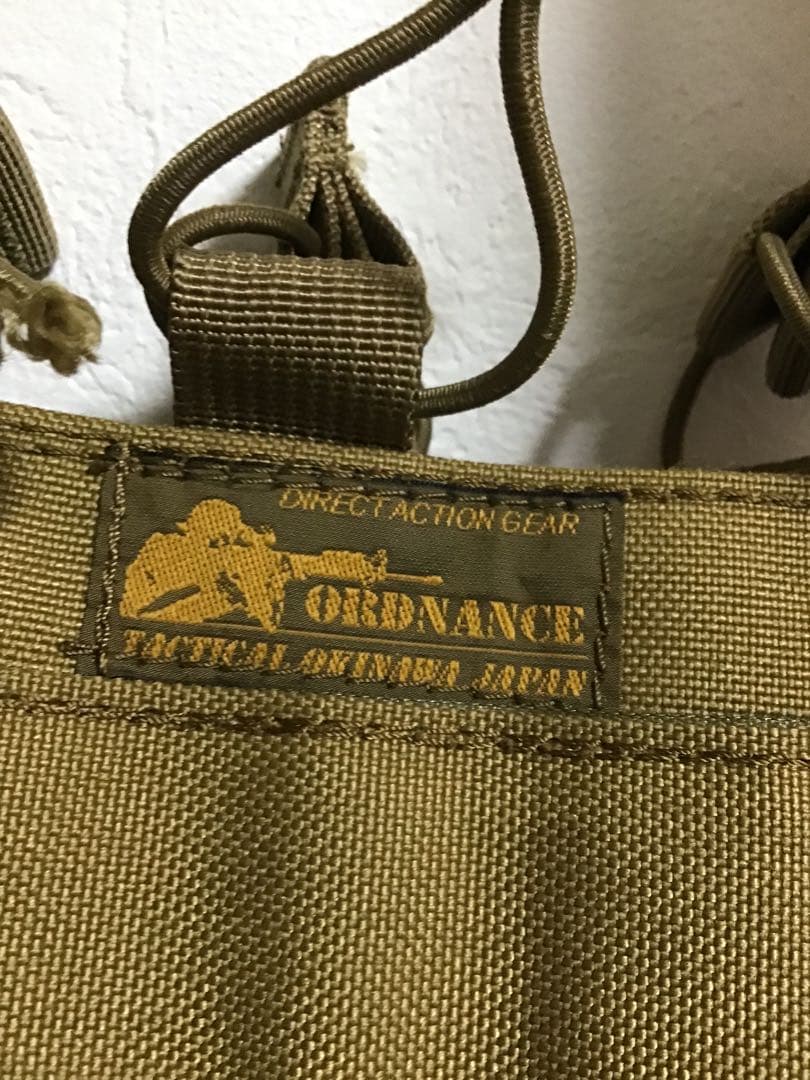 DIRECT ACTION GEAR
ORDNANCE
TACTICAL OKINAWA JAPAN